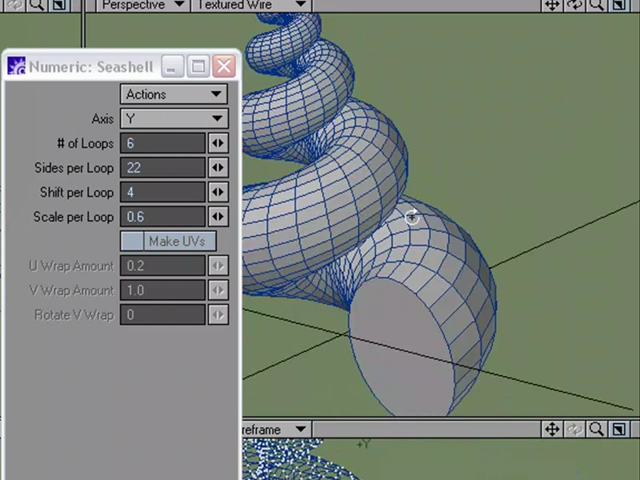 Perspective Textured Wire
Numeric: Seashell
Actions
Axis Y
# of Loops 6
Sides per Loop 22
Shift per Loop 4
Scale per Loop 0.6
Make UVs
U Wrap Amount 0.2
V Wrap Amount 1.0
Rotate V Wrap 0
reframe
+Y